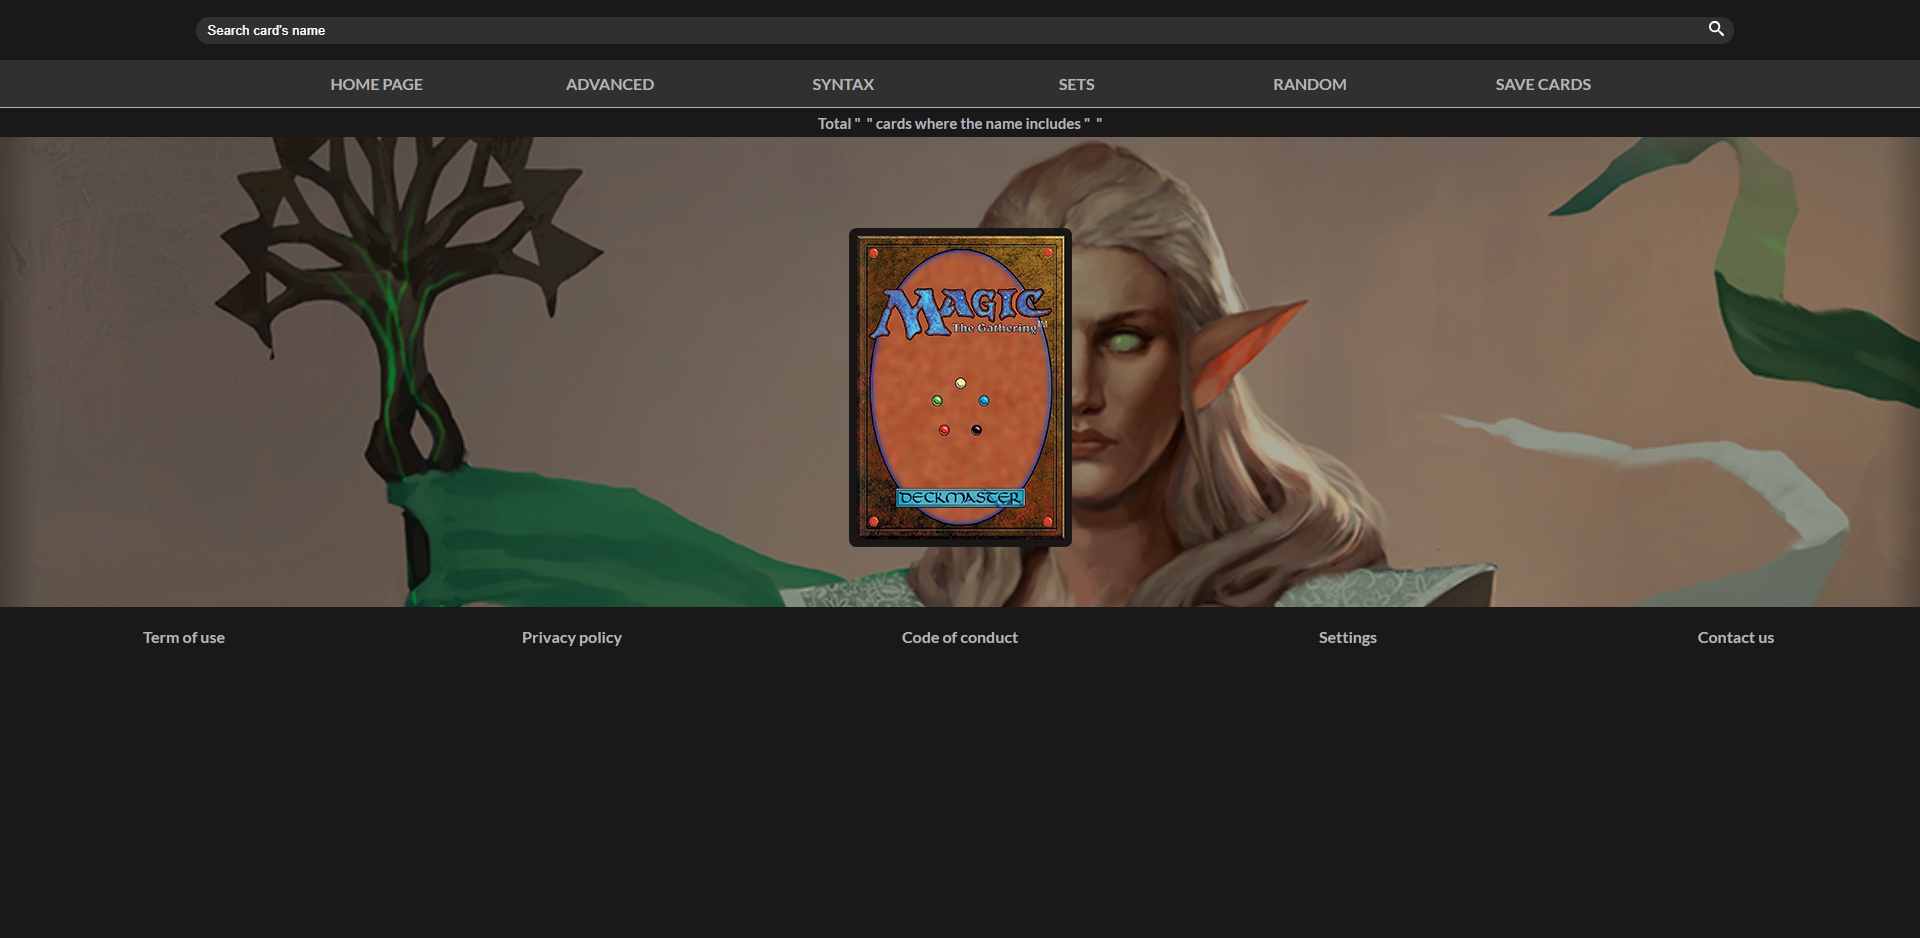 Search card's name
HOME PAGE ADVANCED SYNTAX SETS RANDOM SAVE CARDS
Total "  " cards where the name includes "  "
MAGIC
The Gathering™
DECKMASTER
Term of use Privacy policy Code of conduct Settings Contact us